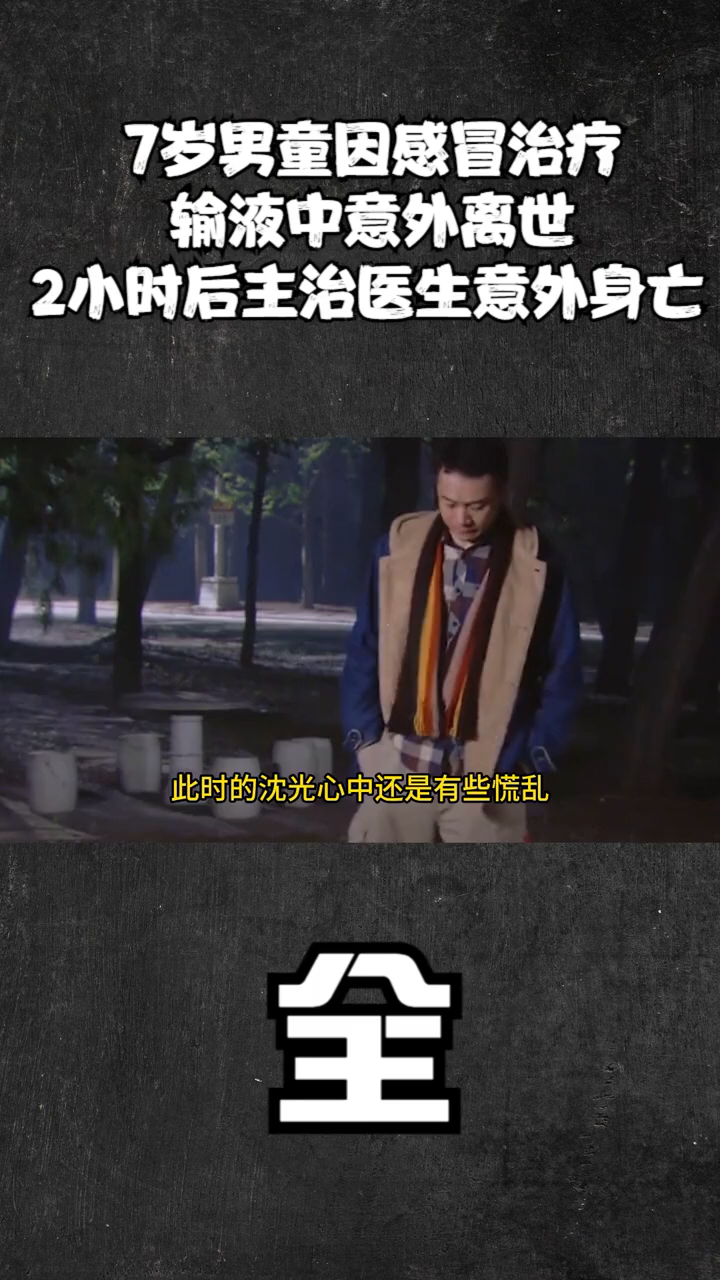 7岁男童因感冒治疗
输液中意外离世
2小时后主治医生意外身亡
此时的沈光心中还是有些慌乱
全